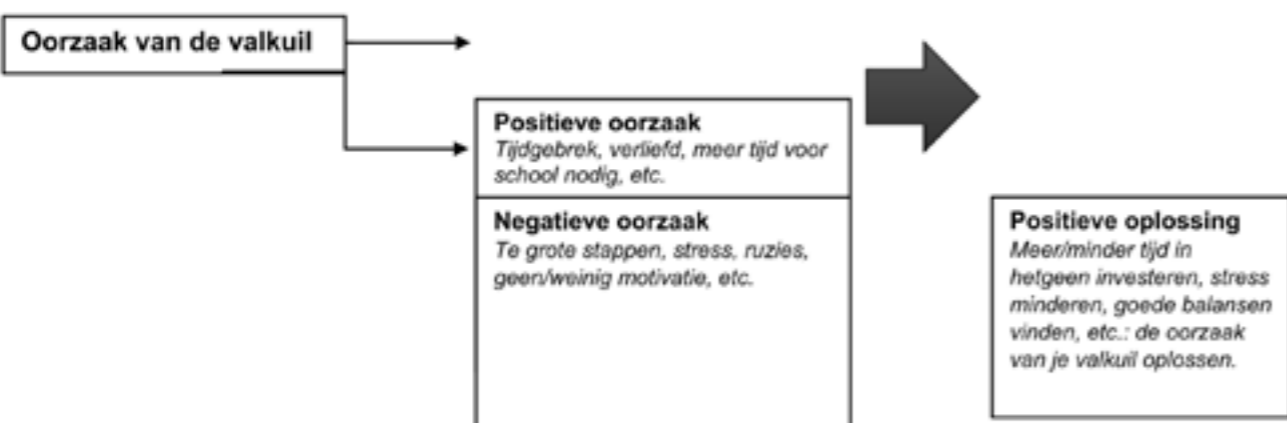 Oorzaak van de valkuil
Positieve oorzaak
Tijdgebrek, verliefd, meer tijd voor
school nodig, etc.
Negatieve oorzaak
Te grote stappen, stress, ruzies,
geen/weinig motivatie, etc.
Positieve oplossing
Meer/minder tijd in
hetgeen investeren, stress
minderen, goede balansen
vinden, etc.: de oorzaak
van je valkuil oplossen.